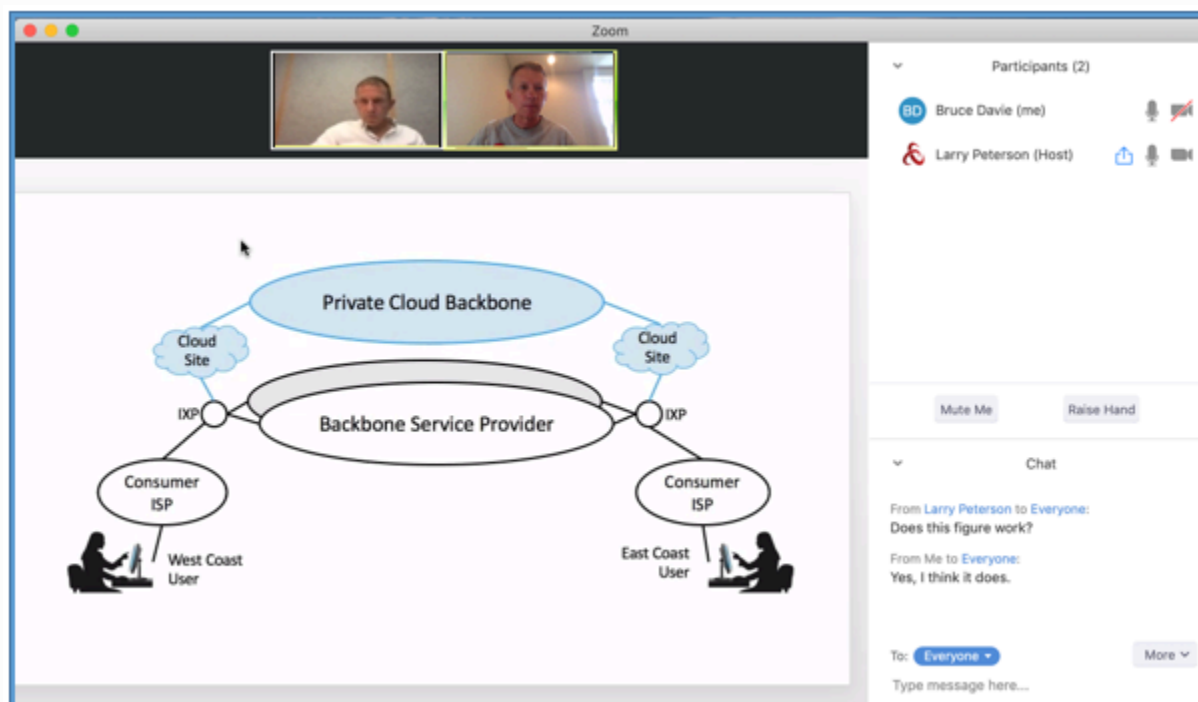 Zoom
Participants (2)
BD Bruce Davie (me)
Larry Peterson (Host)
Private Cloud Backbone
Cloud
Site
Cloud
Site
IXP
IXP
Backbone Service Provider
Consumer
ISP
Consumer
ISP
West Coast
User
East Coast
User
Mute Me
Raise Hand
Chat
From Larry Peterson to Everyone:
Does this figure work?
From Me to Everyone:
Yes, I think it does.
To: Everyone
More
Type message here...